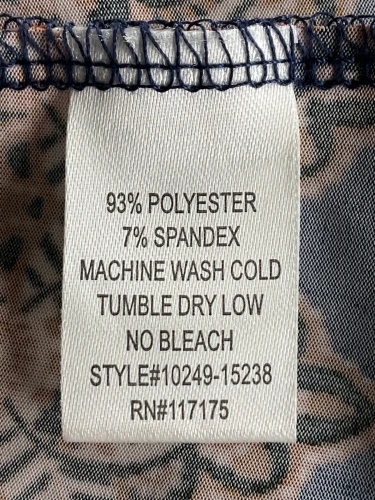 93% POLYESTER
7% SPANDEX
MACHINE WASH COLD
TUMBLE DRY LOW
NO BLEACH
STYLE#10249-15238
RN#117175